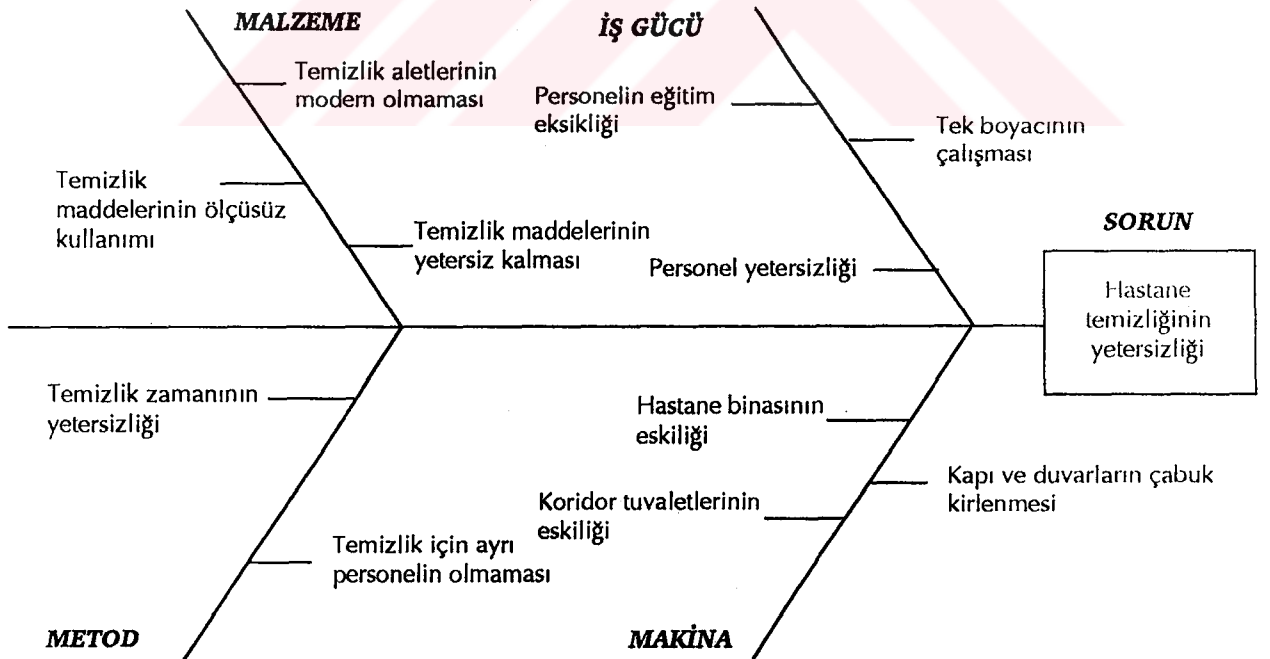 MALZEME
Temizlik aletlerinin
modern olmaması
Temizlik
maddelerinin ölçüsüz
kullanımı
Temizlik maddelerinin
yetersiz kalması
İŞ GÜCÜ
Personelin eğitim
eksikliği
Tek boyacının
çalışması
Personel yetersizliği
SORUN
Hastane
temizliğinin
yetersizliği
Temizlik zamanının
yetersizliği
Temizlik için ayrı
personelin olmaması
METOD
Hastane binasının
eskiliği
Kapı ve duvarların çabuk
kirlenmesi
Koridor tuvaletlerinin
eskiliği
MAKİNA